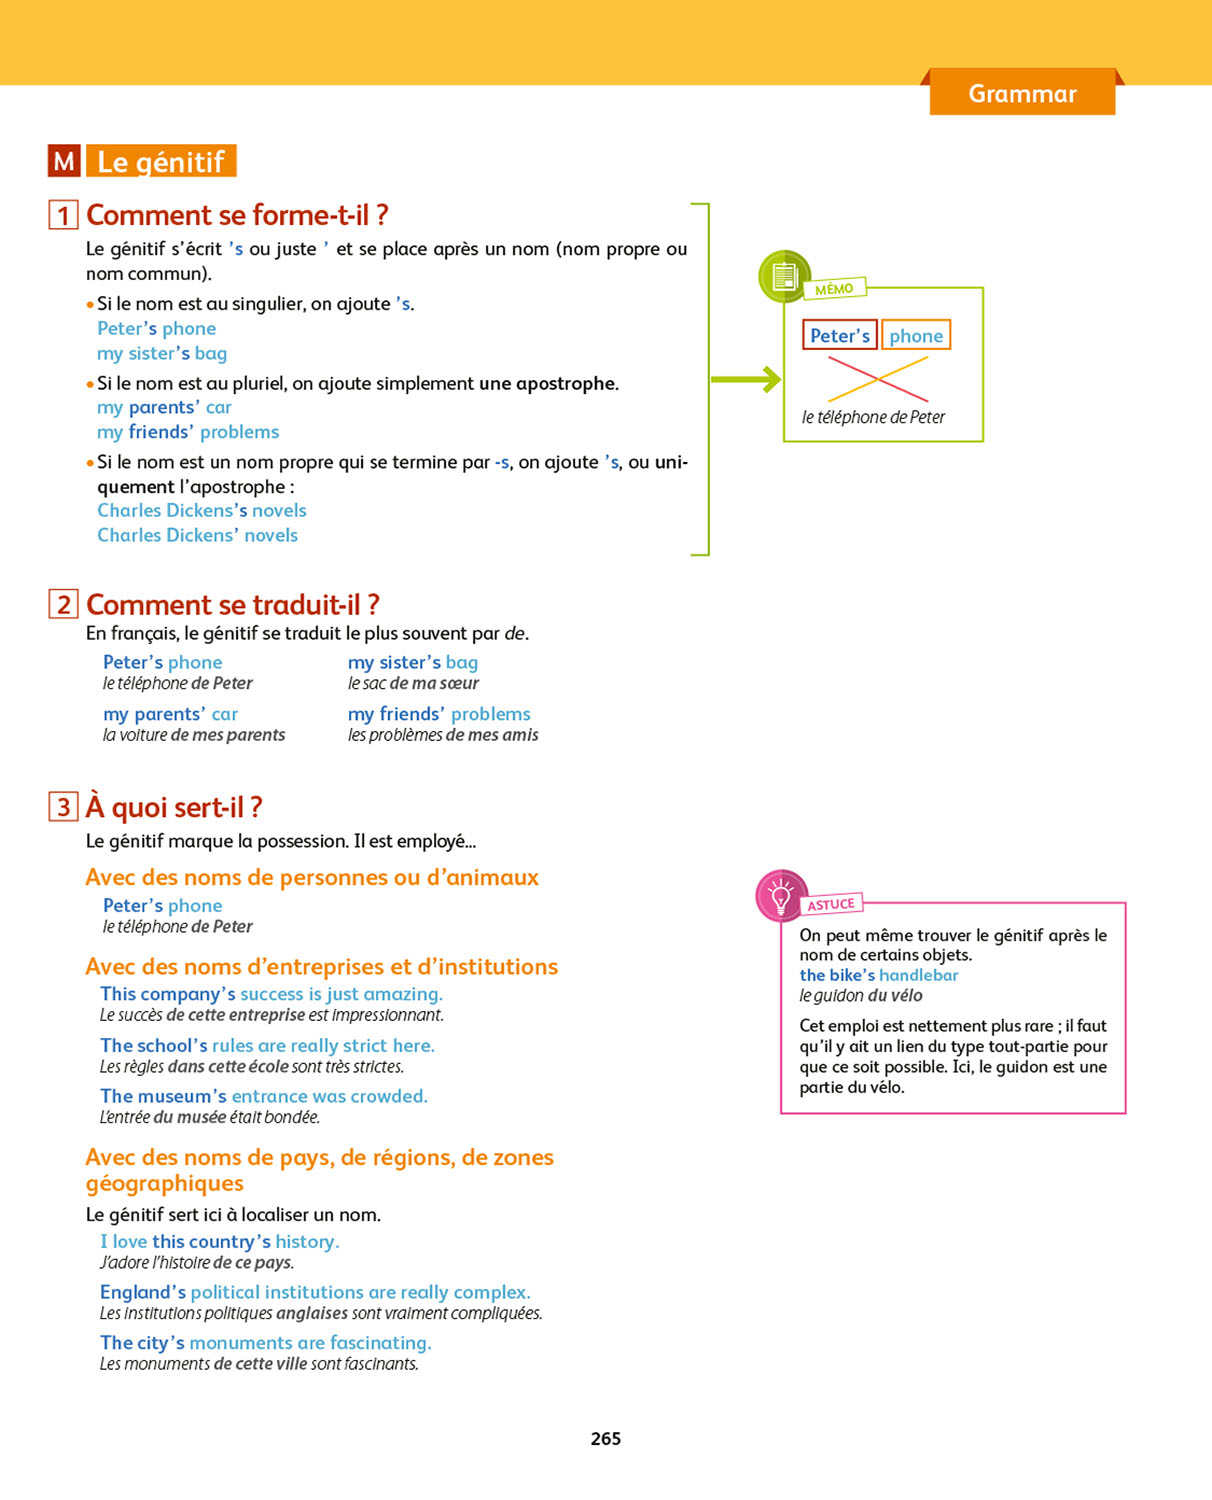 Grammar
M Le génitif
1 Comment se forme-t-il ?
Le génitif s’écrit ’s ou juste ’ et se place après un nom (nom propre ou
nom commun).
• Si le nom est au singulier, on ajoute ’s.
Peter’s phone
my sister’s bag
• Si le nom est au pluriel, on ajoute simplement une apostrophe.
my parents’ car
my friends’ problems
• Si le nom est un nom propre qui se termine par -s, on ajoute ’s, ou uni-
quement l’apostrophe :
Charles Dickens’s novels
Charles Dickens’ novels
MÉMO
Peter’s phone
le téléphone de Peter
2 Comment se traduit-il ?
En français, le génitif se traduit le plus souvent par de.
Peter’s phone
le téléphone de Peter
my sister’s bag
le sac de ma sœur
my parents’ car
la voiture de mes parents
my friends’ problems
les problèmes de mes amis
3 À quoi sert-il ?
Le génitif marque la possession. Il est employé...
Avec des noms de personnes ou d’animaux
Peter’s phone
le téléphone de Peter
Avec des noms d’entreprises et d’institutions
This company’s success is just amazing.
Le succès de cette entreprise est impressionnant.
The school’s rules are really strict here.
Les règles dans cette école sont très strictes.
The museum’s entrance was crowded.
L’entrée du musée était bondée.
Avec des noms de pays, de régions, de zones
géographiques
Le génitif sert ici à localiser un nom.
I love this country’s history.
J’adore l’histoire de ce pays.
England’s political institutions are really complex.
Les institutions politiques anglaises sont vraiment compliquées.
The city’s monuments are fascinating.
Les monuments de cette ville sont fascinants.
ASTUCE
On peut même trouver le génitif après le
nom de certains objets.
the bike’s handlebar
le guidon du vélo
Cet emploi est nettement plus rare ; il faut
qu’il y ait un lien du type tout-partie pour
que ce soit possible. Ici, le guidon est une
partie du vélo.
265